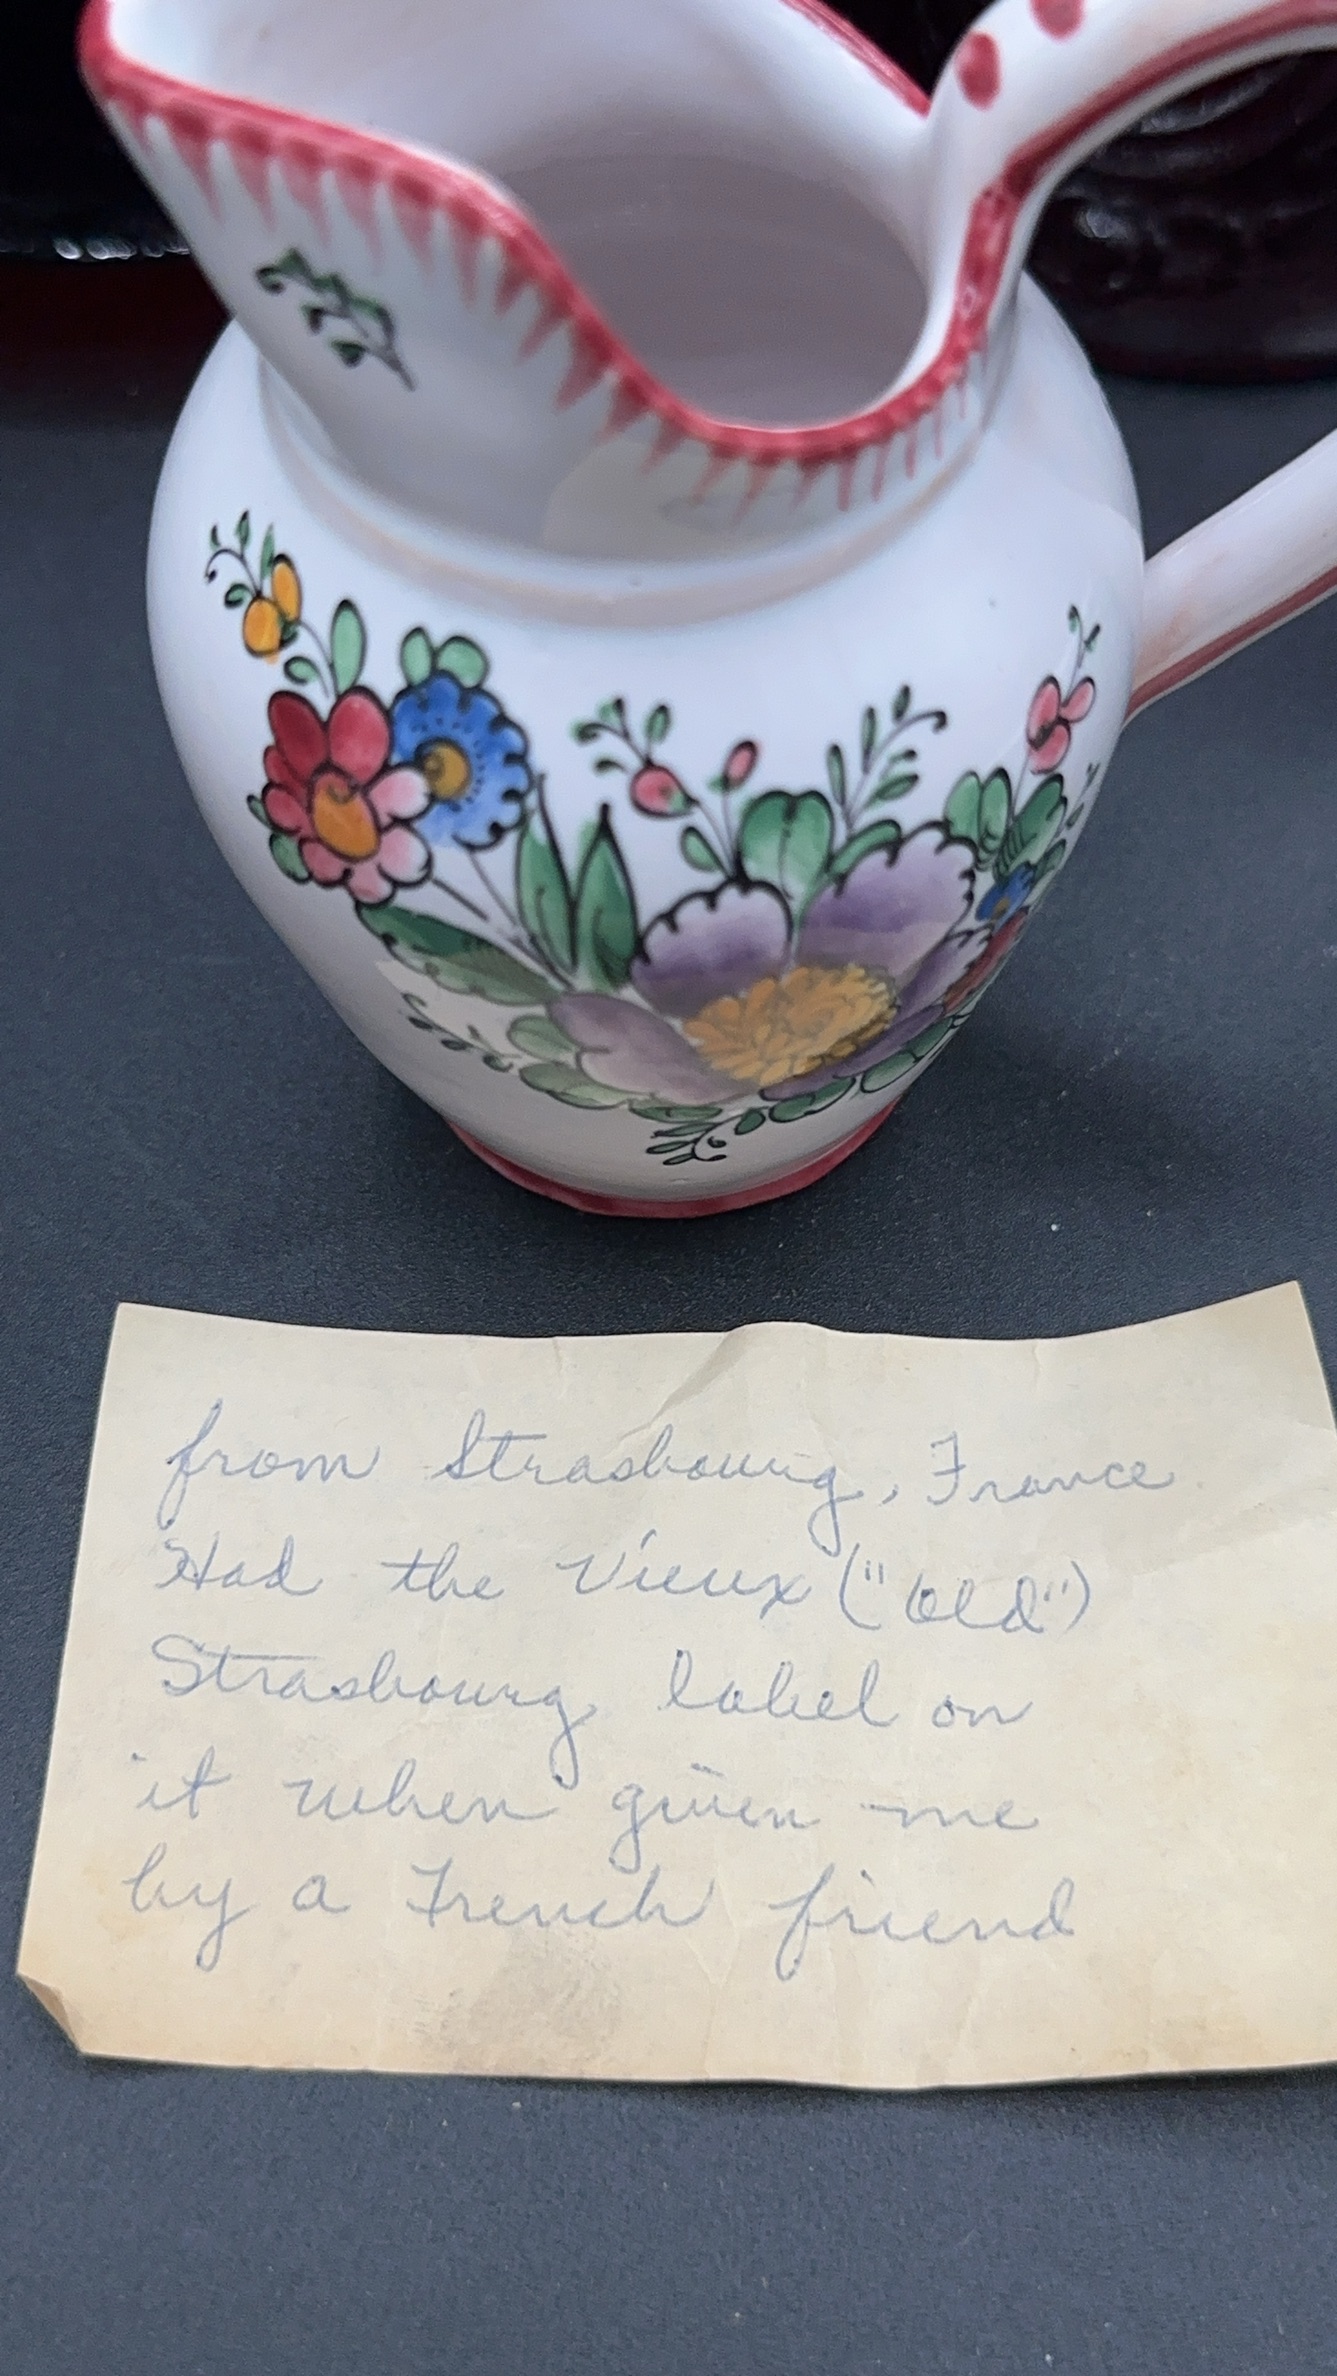 from Strasbourg, France
Had the Vieux ("old")
Strasbourg label on
it when given me
by a French friend